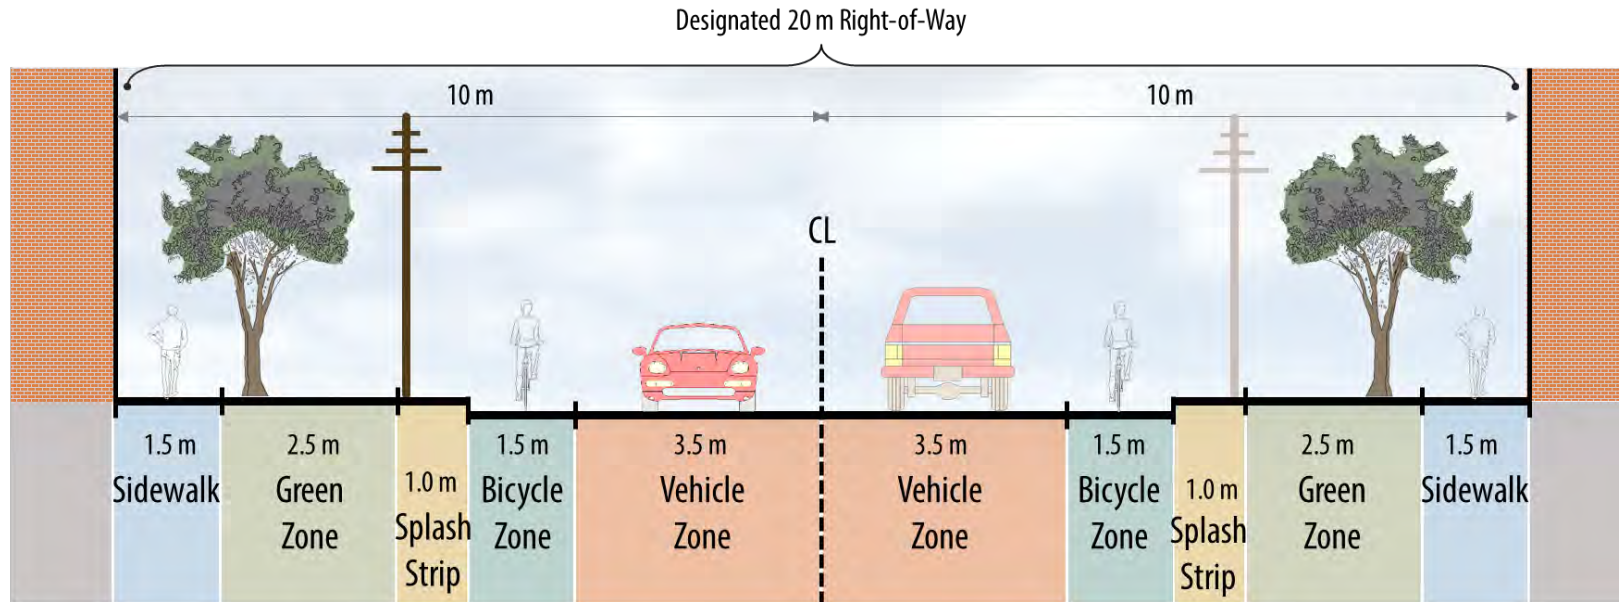 Designated 20 m Right-of-Way
10 m
10 m
CL
1.5 m
Sidewalk
2.5 m
Green
Zone
1.0 m
Splash
Strip
1.5 m
Bicycle
Zone
3.5 m
Vehicle
Zone
3.5 m
Vehicle
Zone
1.5 m
Bicycle
Zone
1.0 m
Splash
Strip
2.5 m
Green
Zone
1.5 m
Sidewalk